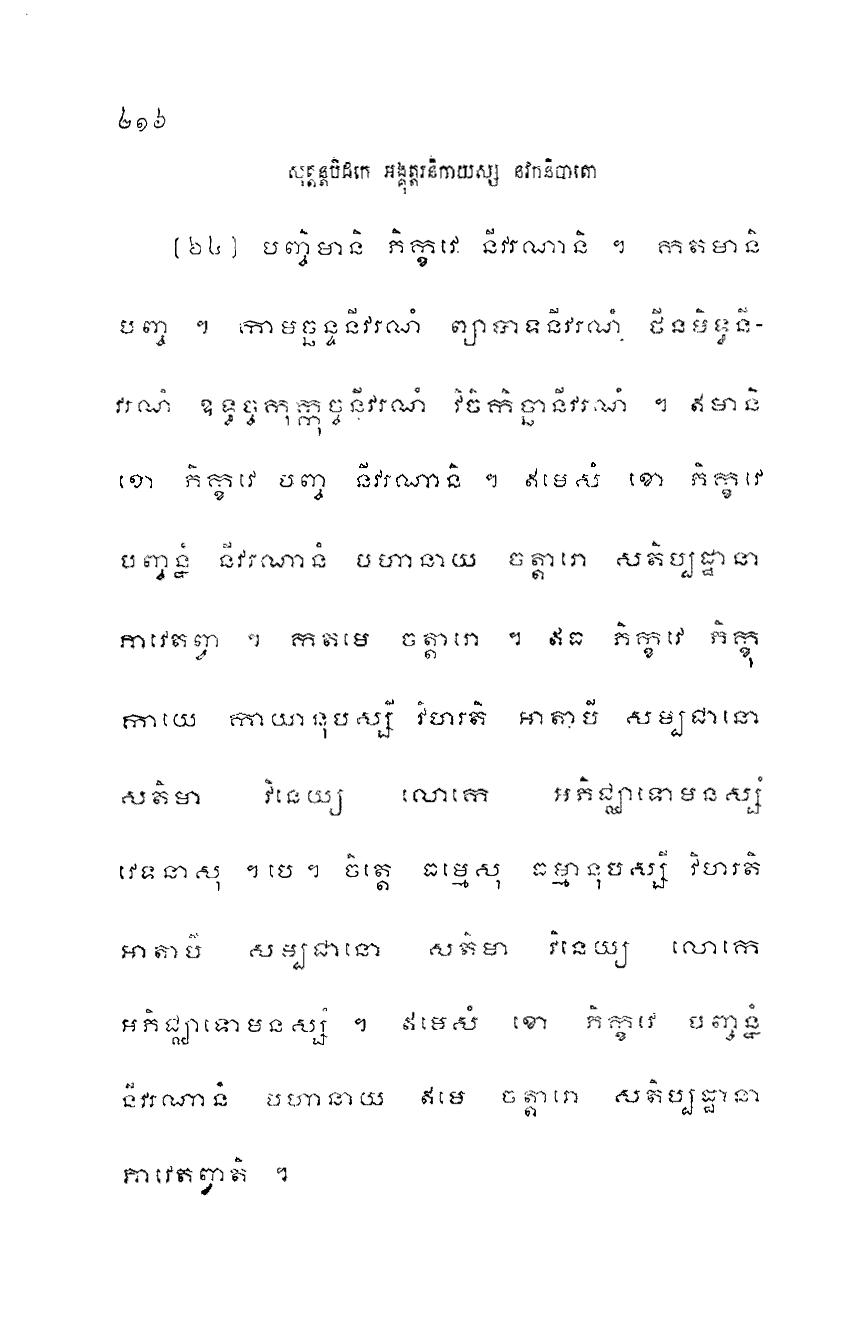 ២១៦
សុត្តន្តបិដកេ អង្គុត្តរនិកាយស្ស នវកនិបាតោ
(៦៤) បញ្ចិមានិ ភិក្ខវេ នីវរណានិ ។ កតមានិ
បញ្ច ។ កាមច្ឆន្ទនីវរណំ ព្យាបាទនីវរណំ ថីនមិទ្ធនី-
វរណំ ឧទ្ធច្ចកុក្កុច្ចនីវរណំ វិចិកិច្ឆានីវរណំ ។ ឥមានិ
ខោ ភិក្ខវេ បញ្ច នីវរណានិ ។ ឥមេសំ ខោ ភិក្ខវេ
បញ្ចន្នំ នីវរណានំ បហានាយ ចត្តារោ សតិប្បដ្ឋានា
ភាវេតព្វា ។ កតមេ ចត្តារោ ។ ឥធ ភិក្ខវេ ភិក្ខុ
កាយេ កាយានុបស្សី វិហរតិ អាតាបី សម្បជានោ
សតិមា វិនេយ្យ លោកេ អភិជ្ឈាទោមនស្សំ
វេទនាសុ ។បេ។ ចិត្តេ ធម្មេសុ ធម្មានុបស្សី វិហរតិ
អាតាបី សម្បជានោ សតិមា វិនេយ្យ លោកេ
អភិជ្ឈាទោមនស្សំ ។ ឥមេសំ ខោ ភិក្ខវេ បញ្ចន្នំ
នីវរណានំ បហានាយ ឥមេ ចត្តារោ សតិប្បដ្ឋានា
ភាវេតព្វាតិ ។